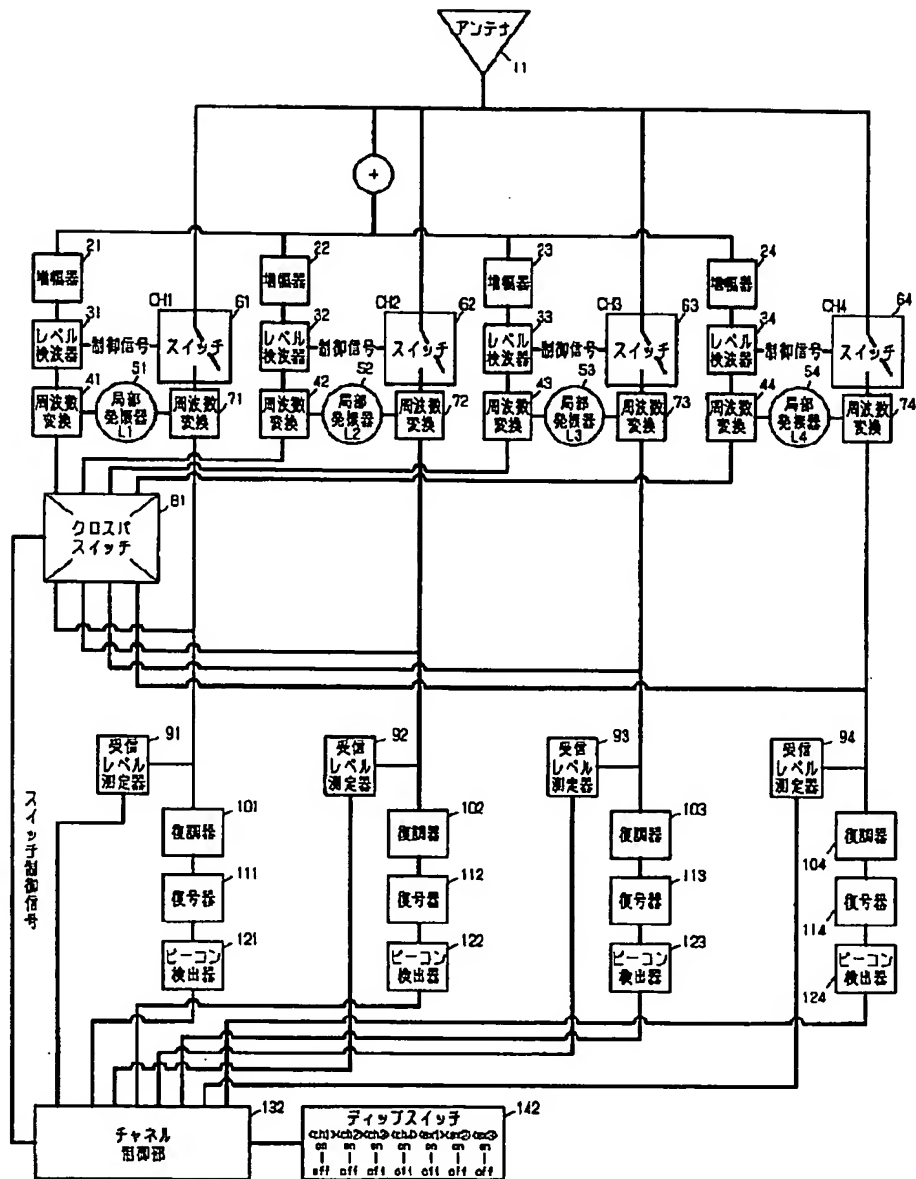 アンテナ
11
+
21
22
23
24
増幅器
増幅器
増幅器
増幅器
CH1
61
CH2
62
CH3
63
CH4
64
31
32
33
34
レベル
検波器
制御信号
スイッチ
レベル
検波器
制御信号
スイッチ
レベル
検波器
制御信号
スイッチ
レベル
検波器
制御信号
スイッチ
41
51
71
42
52
72
43
53
73
44
54
74
周波数
変換
局部
発振器
L1
周波数
変換
周波数
変換
局部
発振器
L2
周波数
変換
周波数
変換
局部
発振器
L3
周波数
変換
周波数
変換
局部
発振器
L4
周波数
変換
81
クロスバ
スイッチ
91
92
93
94
受信
レベル
測定器
受信
レベル
測定器
受信
レベル
測定器
受信
レベル
測定器
スイッチ制御信号
101
102
103
104
復調器
復調器
復調器
復調器
111
112
113
114
復号器
復号器
復号器
復号器
121
122
123
124
ビーコン
検出器
ビーコン
検出器
ビーコン
検出器
ビーコン
検出器
132
チャネル
制御部
142
ディップスイッチ
on on on on on on on
off off off off off off off